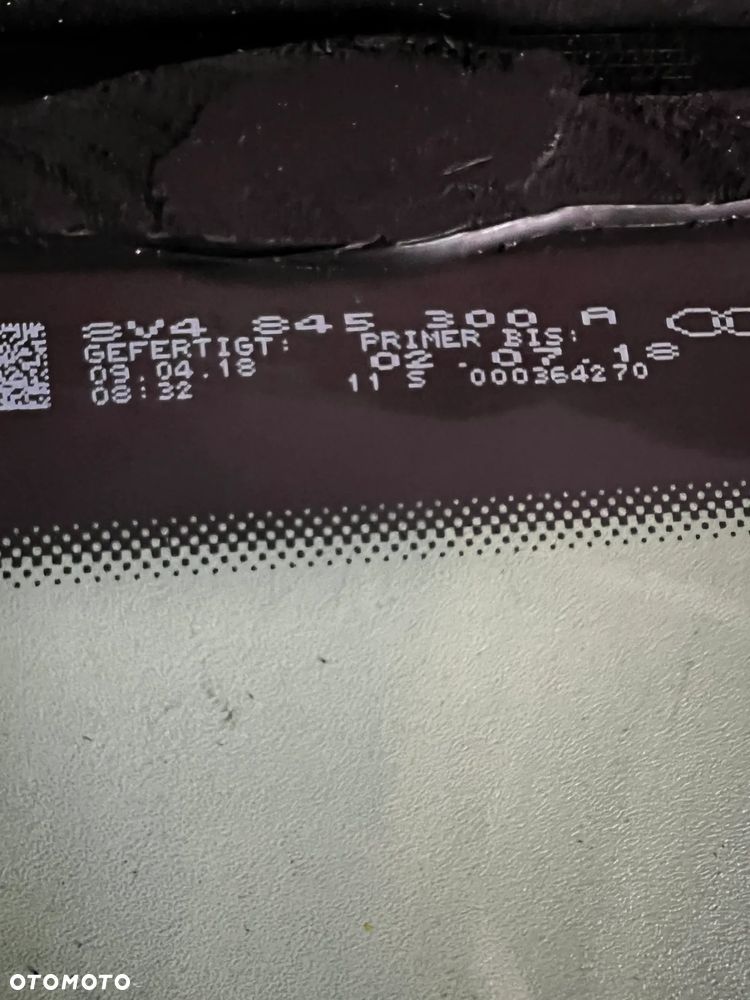 8V4 845 300 A
GEFERTIGT: PRIMER BIS:
09.04.18 02.07.18
08:32 11 S 000364270
OTOMOTO